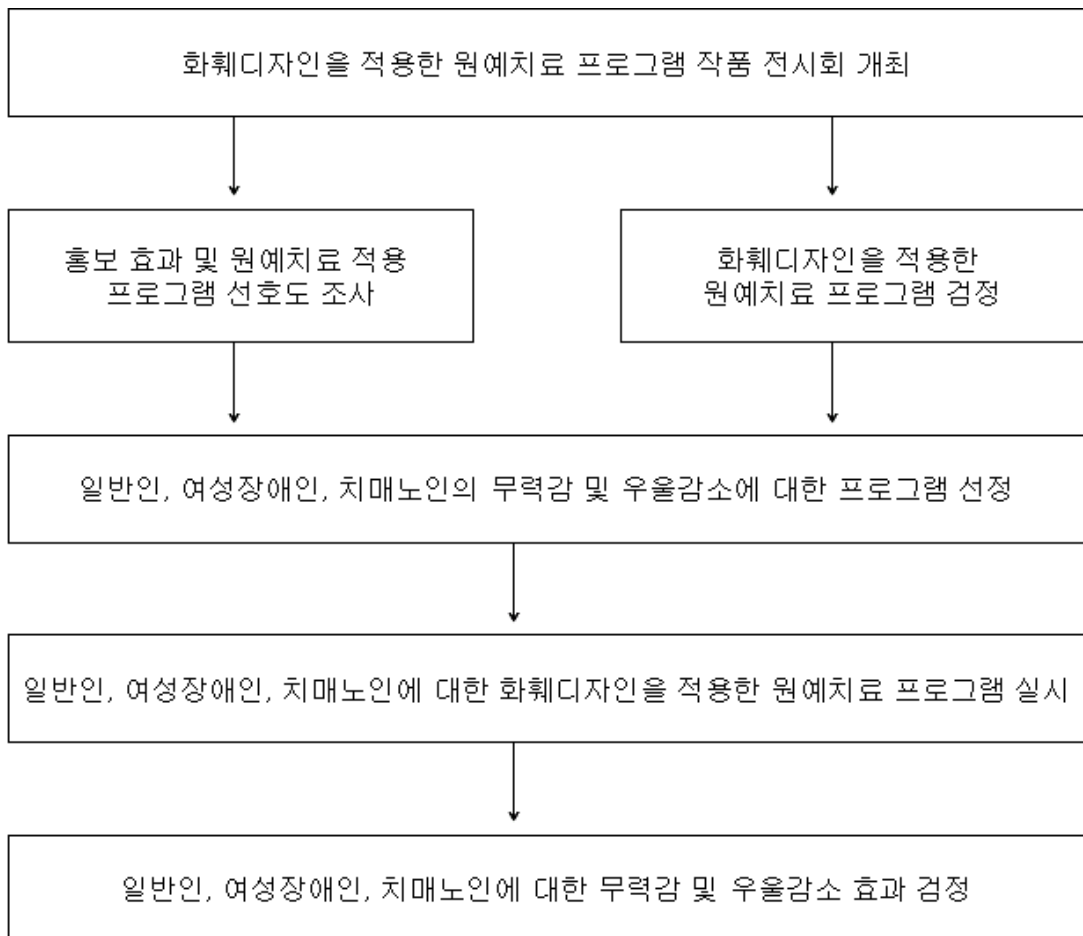 화훼디자인을 적용한 원예치료 프로그램 작품 전시회 개최
홍보 효과 및 원예치료 적용
프로그램 선호도 조사
화훼디자인을 적용한
원예치료 프로그램 검정
일반인, 여성장애인, 치매노인의 무력감 및 우울감소에 대한 프로그램 선정
일반인, 여성장애인, 치매노인에 대한 화훼디자인을 적용한 원예치료 프로그램 실시
일반인, 여성장애인, 치매노인에 대한 무력감 및 우울감소 효과 검정